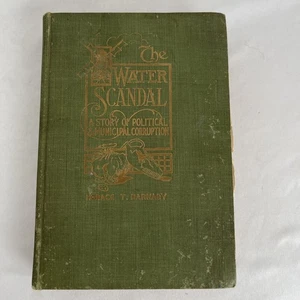 The
WATER
SCANDAL
A STORY OF POLITICAL
& MUNICIPAL CORRUPTION
T.